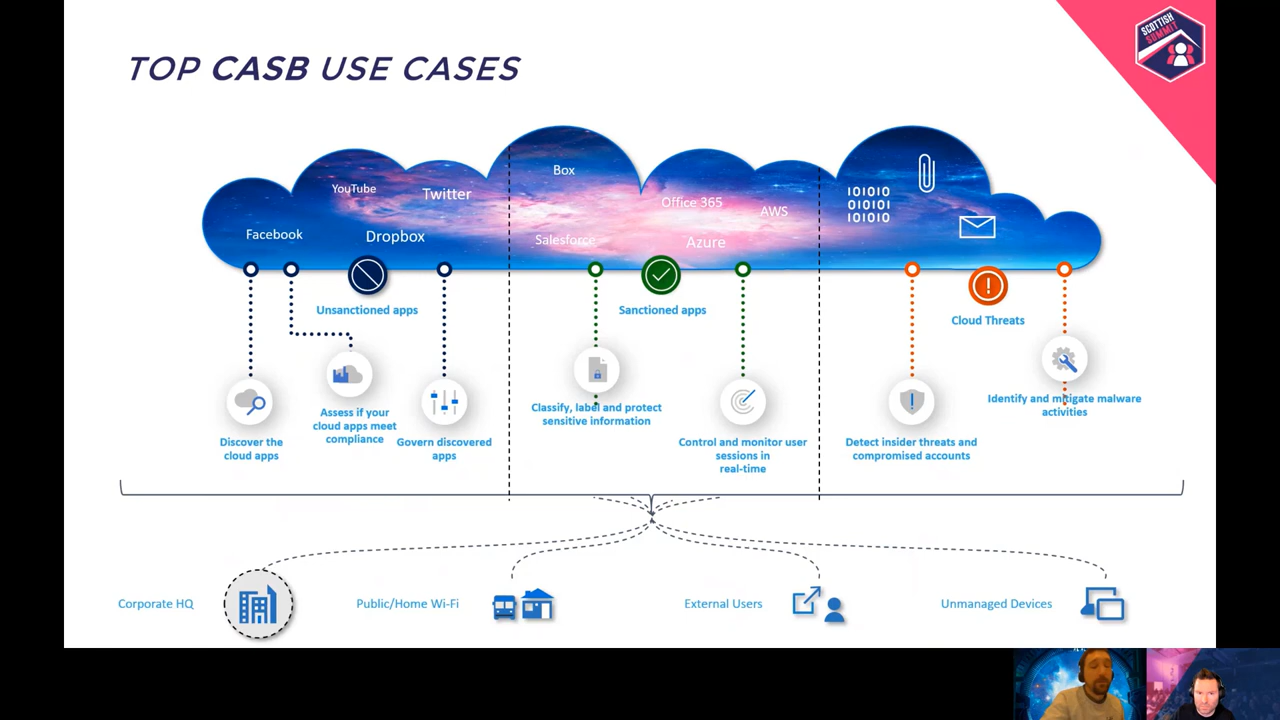 SCOTTISH
SUMMIT
TOP CASB USE CASES
YouTube
Twitter
Facebook
Dropbox
Box
Office 365
AWS
Salesforce
Azure
101010
010101
101010
Unsanctioned apps
Sanctioned apps
Cloud Threats
Discover the
cloud apps
Assess if your
cloud apps meet
compliance
Govern discovered
apps
Classify, label and protect
sensitive information
Control and monitor user
sessions in
real-time
Detect insider threats and
compromised accounts
Identify and mitigate malware
activities
Corporate HQ
Public/Home Wi-Fi
External Users
Unmanaged Devices